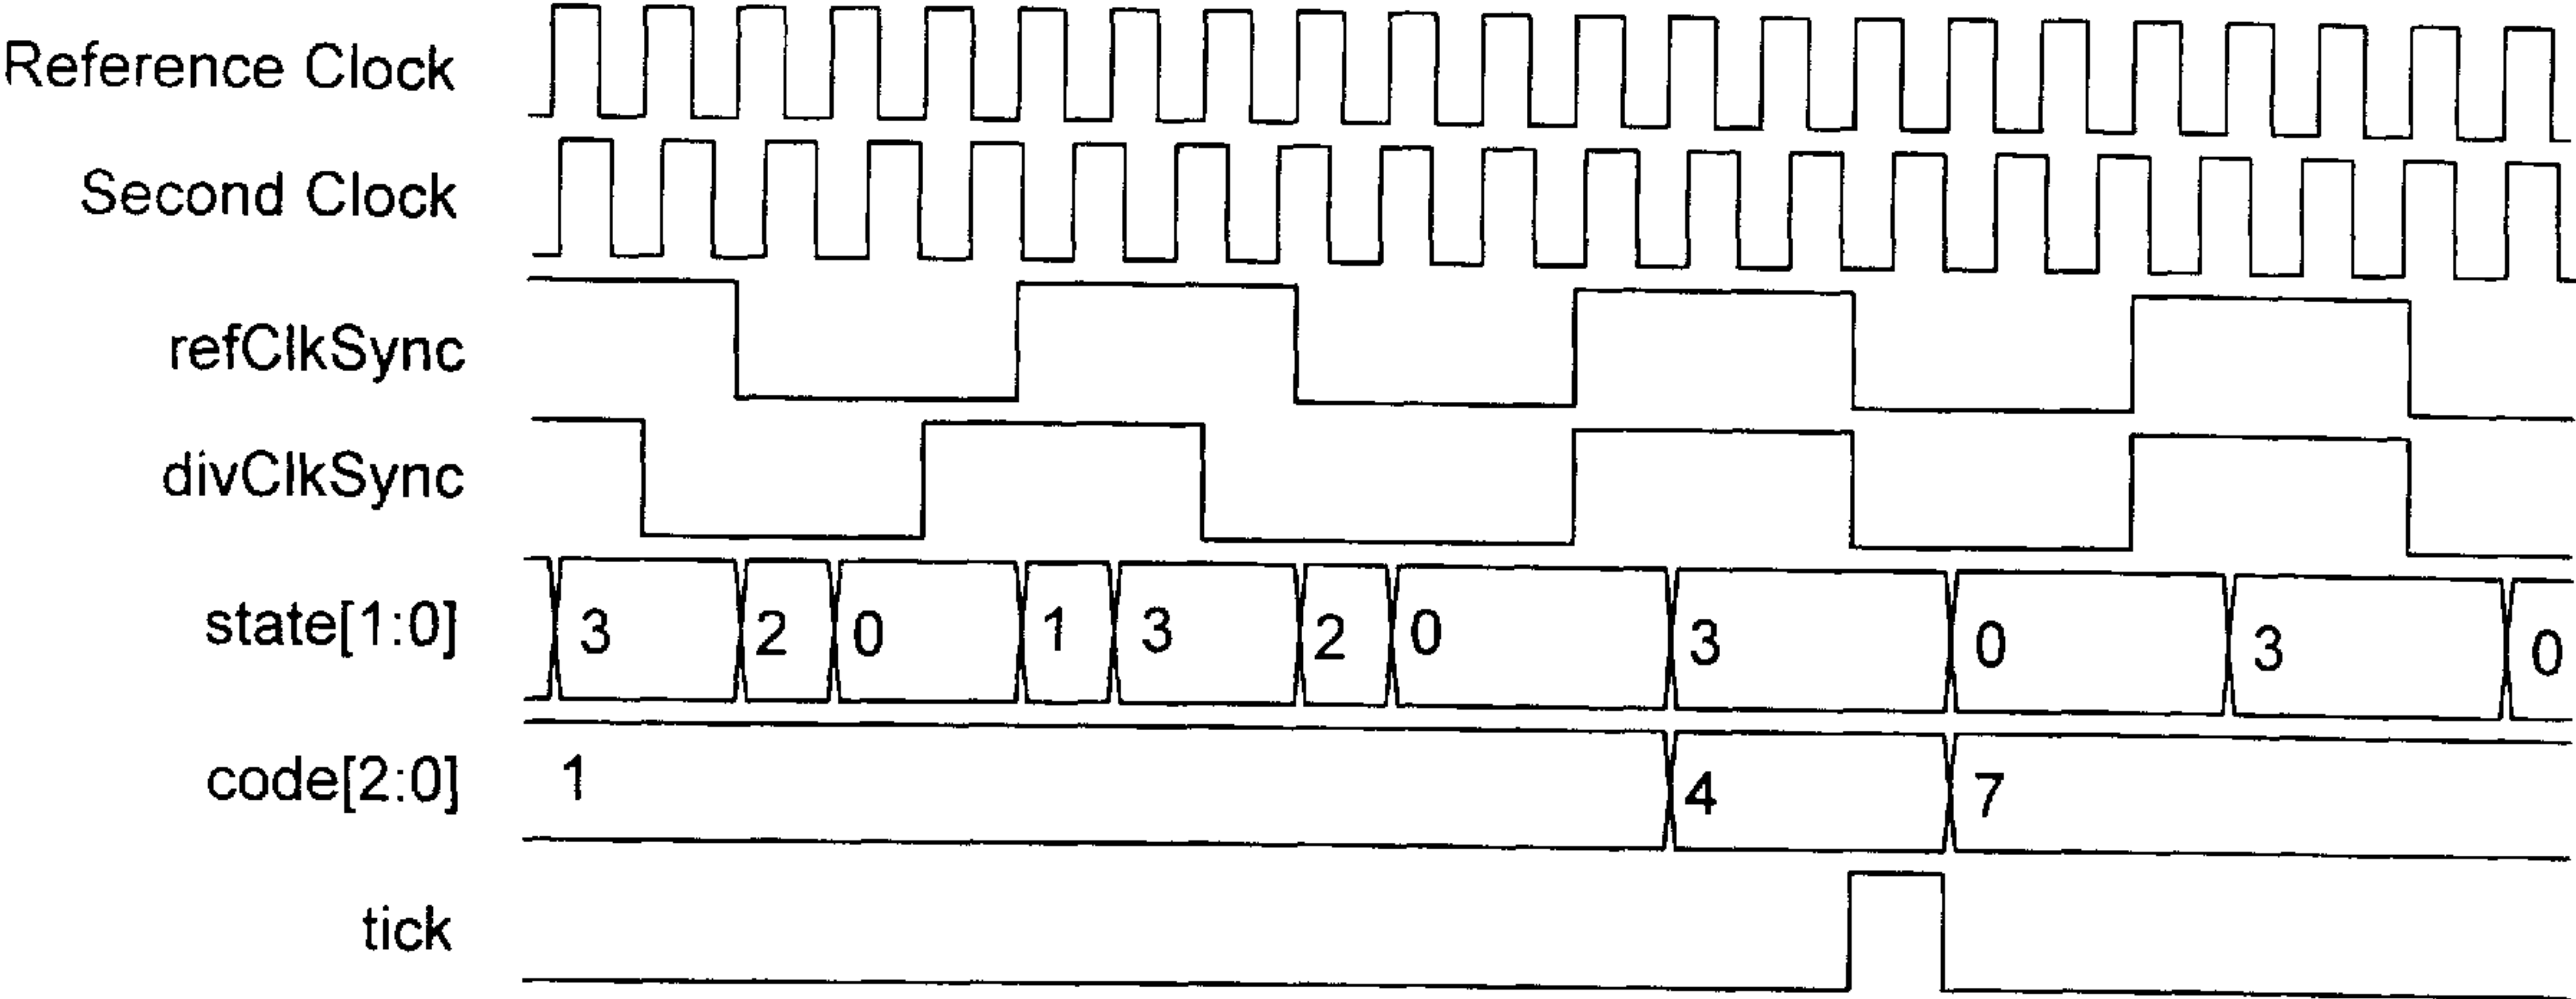 Reference Clock
Second Clock
refClkSync
divClkSync
state[1:0] 3 2 0 1 3 2 0 3 0 3 0
code[2:0] 1 4 7
tick